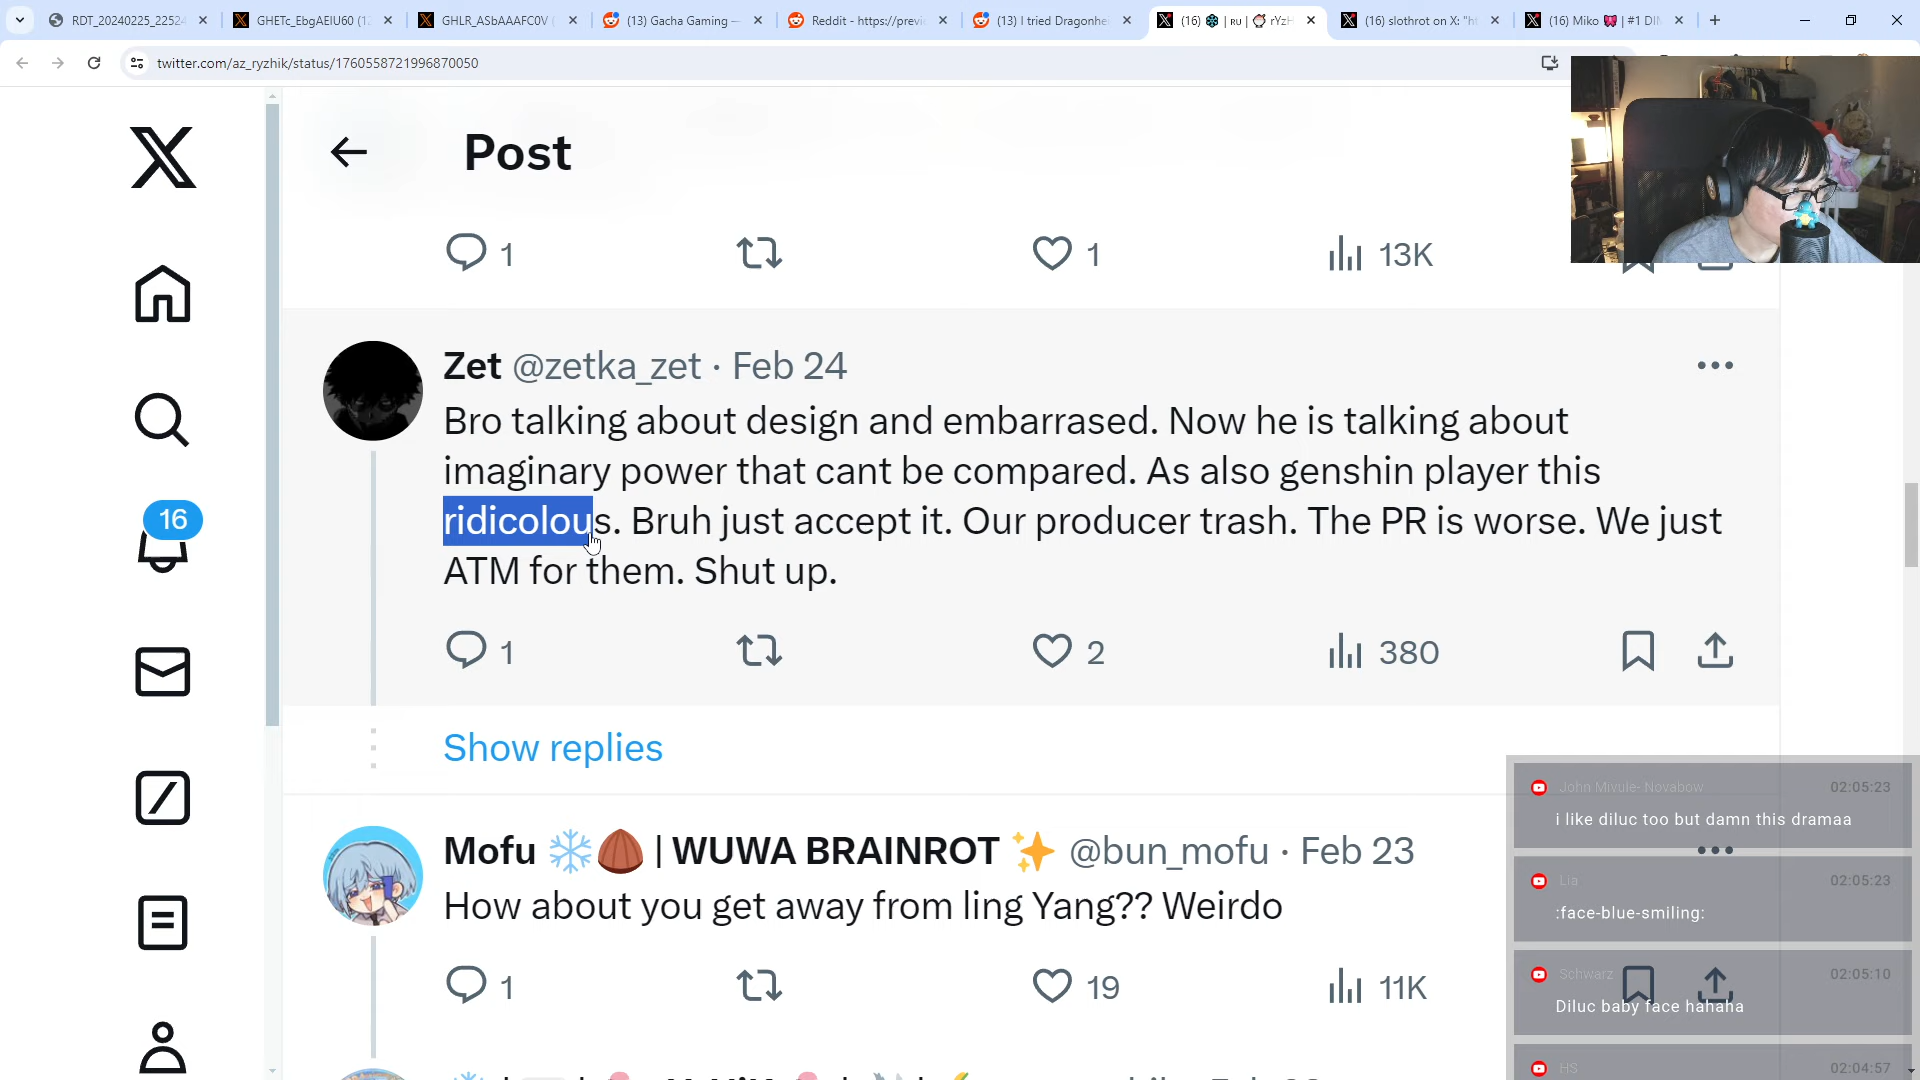 RDT_20240225_22524
GHETc_EbgAEIU60 (12
GHLR_ASbAAAFC0V (
(13) Gacha Gaming —
Reddit - https://previe
(13) I tried Dragonhei
(16) | RU | rYzH
(16) slothrot on X: "ht
(16) Miko | #1 DIN
twitter.com/az_ryzhik/status/1760558721996870050
Post
1 1 13K
Zet @zetka_zet · Feb 24
Bro talking about design and embarrased. Now he is talking about
imaginary power that cant be compared. As also genshin player this
ridicolous. Bruh just accept it. Our producer trash. The PR is worse. We just
ATM for them. Shut up.
16
1 2 380
Show replies
Mofu ❄️🌰 | WUWA BRAINROT ✨ @bun_mofu · Feb 23
How about you get away from ling Yang?? Weirdo
1 19 11K
John Mivule- Novabow 02:05:23
i like diluc too but damn this dramaa
Lia 02:05:23
:face-blue-smiling:
Schwarz 02:05:10
Diluc baby face hahaha
HS 02:04:57